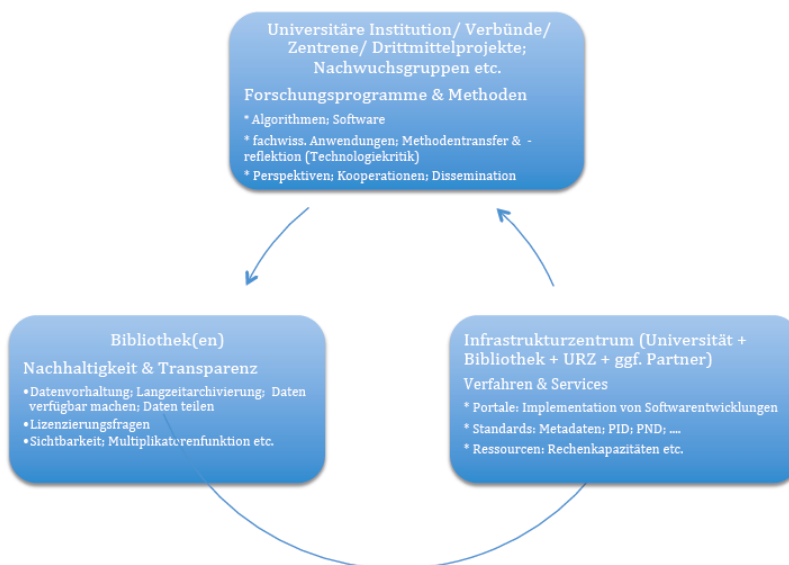 Universitäre Institution/ Verbünde/
Zentrene/ Drittmittelprojekte;
Nachwuchsgruppen etc.
Forschungsprogramme & Methoden
* Algorithmen; Software
* fachwiss. Anwendungen; Methodentransfer & -
reflektion (Technologiekritik)
* Perspektiven; Kooperationen; Dissemination
Bibliothek(en)
Nachhaltigkeit & Transparenz
•Datenvorhaltung; Langzeitarchivierung; Daten
verfügbar machen; Daten teilen
•Lizenzierungsfragen
•Sichtbarkeit; Multiplikatorenfunktion etc.
Infrastrukturzentrum (Universität +
Bibliothek + URZ + ggf. Partner)
Verfahren & Services
* Portale: Implementation von Softwarentwicklungen
* Standards: Metadaten; PID; PND; ....
* Ressourcen: Rechenkapazitäten etc.